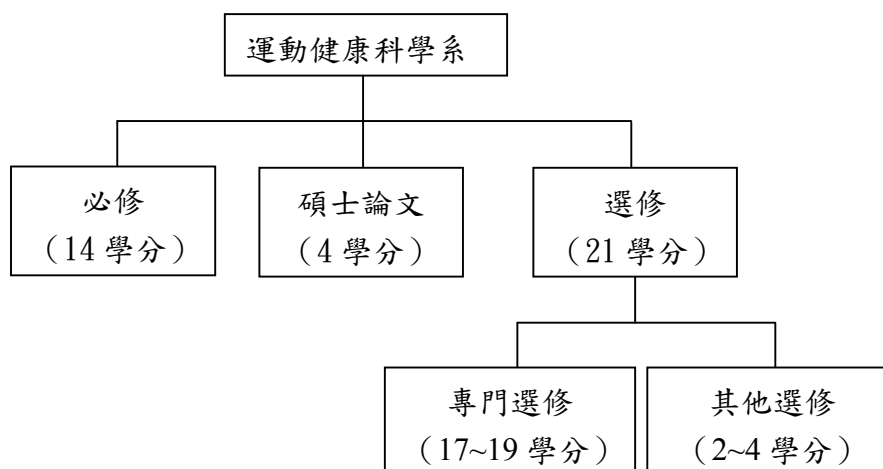 運動健康科學系
必修
（14 學分）
碩士論文
（4 學分）
選修
（21 學分）
專門選修
（17~19 學分）
其他選修
（2~4 學分）